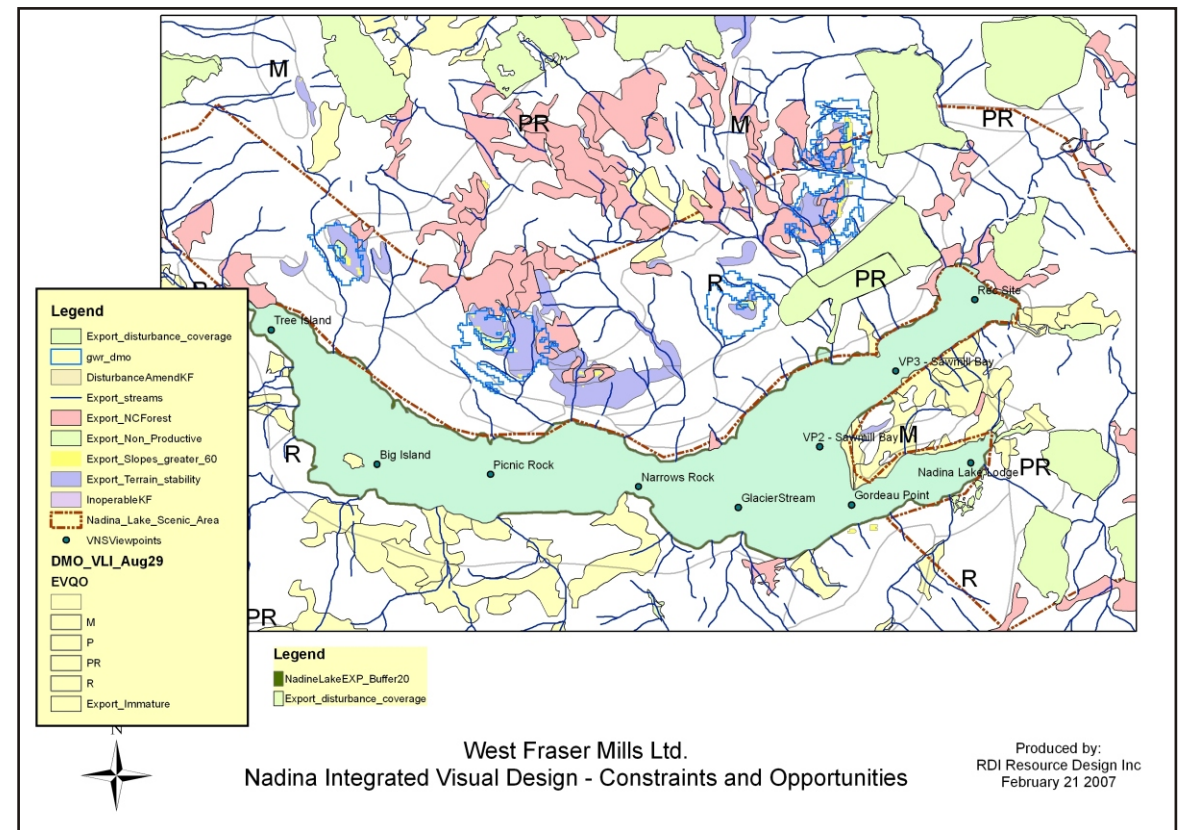 M
PR
M
PR
PR
R
Rec Site
Tree Island
VP3 - Sawmill Bay
VP2 - Sawmill Bay
M
R
Big Island
Picnic Rock
Nadina Lake Lodge
PR
Narrows Rock
GlacierStream
Gordeau Point
R
PR
Legend
Export_disturbance_coverage
gwr_dmo
DisturbanceAmendKF
Export_streams
Export_NCForest
Export_Non_Productive
Export_Slopes_greater_60
Export_Terrain_stability
InoperableKF
Nadina_Lake_Scenic_Area
VNSViewpoints
DMO_VLI_Aug29
EVQO
M
P
PR
R
Export_Immature
Legend
NadineLakeEXP_Buffer20
Export_disturbance_coverage
N
West Fraser Mills Ltd.
Nadina Integrated Visual Design - Constraints and Opportunities
Produced by:
RDI Resource Design Inc
February 21 2007